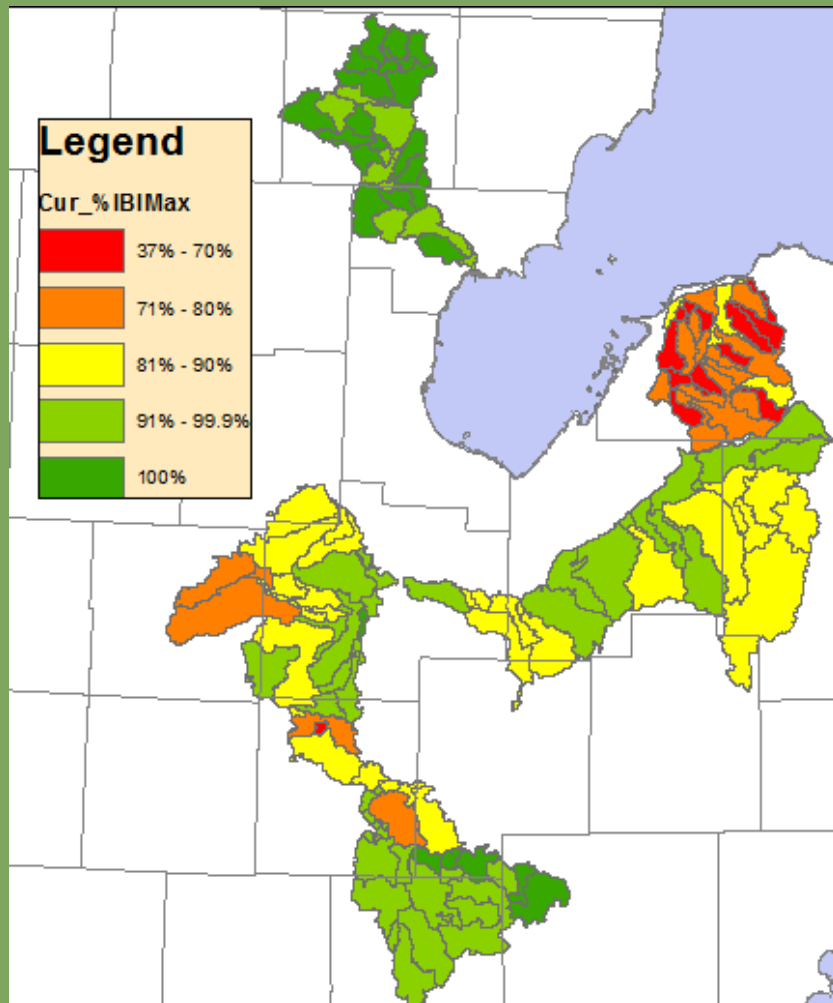 Legend
Cur_%IBIMax
37% - 70%
71% - 80%
81% - 90%
91% - 99.9%
100%